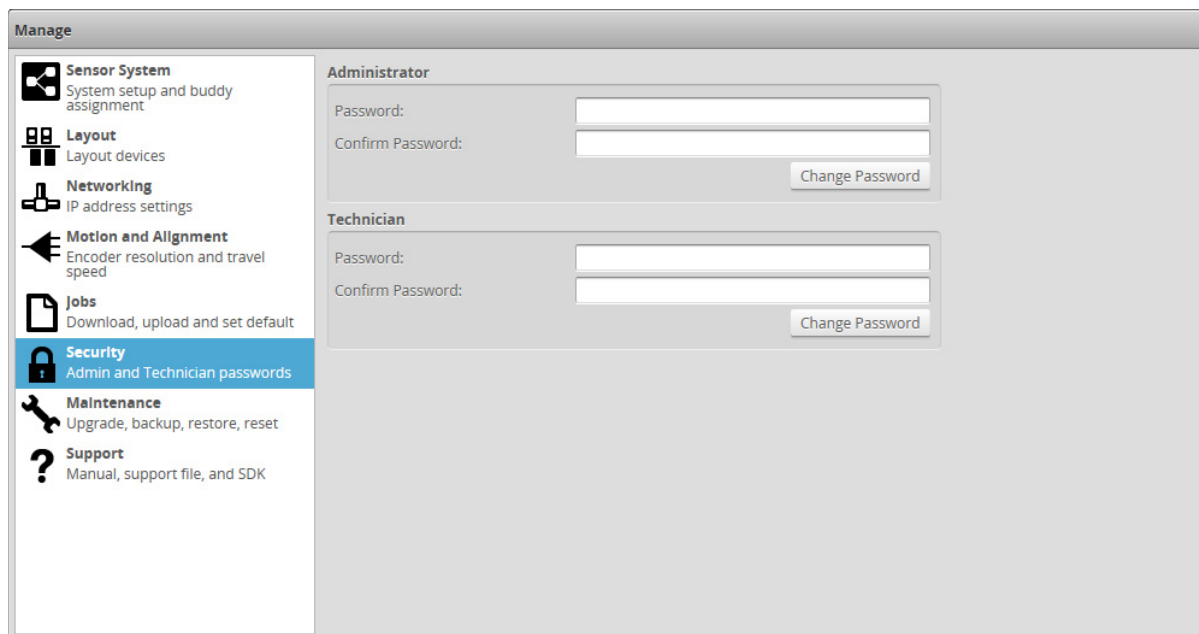 Manage
Sensor System
System setup and buddy
assignment
Layout
Layout devices
Networking
IP address settings
Motion and Alignment
Encoder resolution and travel
speed
Jobs
Download, upload and set default
Security
Admin and Technician passwords
Maintenance
Upgrade, backup, restore, reset
Support
Manual, support file, and SDK
Administrator
Password:
Confirm Password:
Change Password
Technician
Password:
Confirm Password:
Change Password